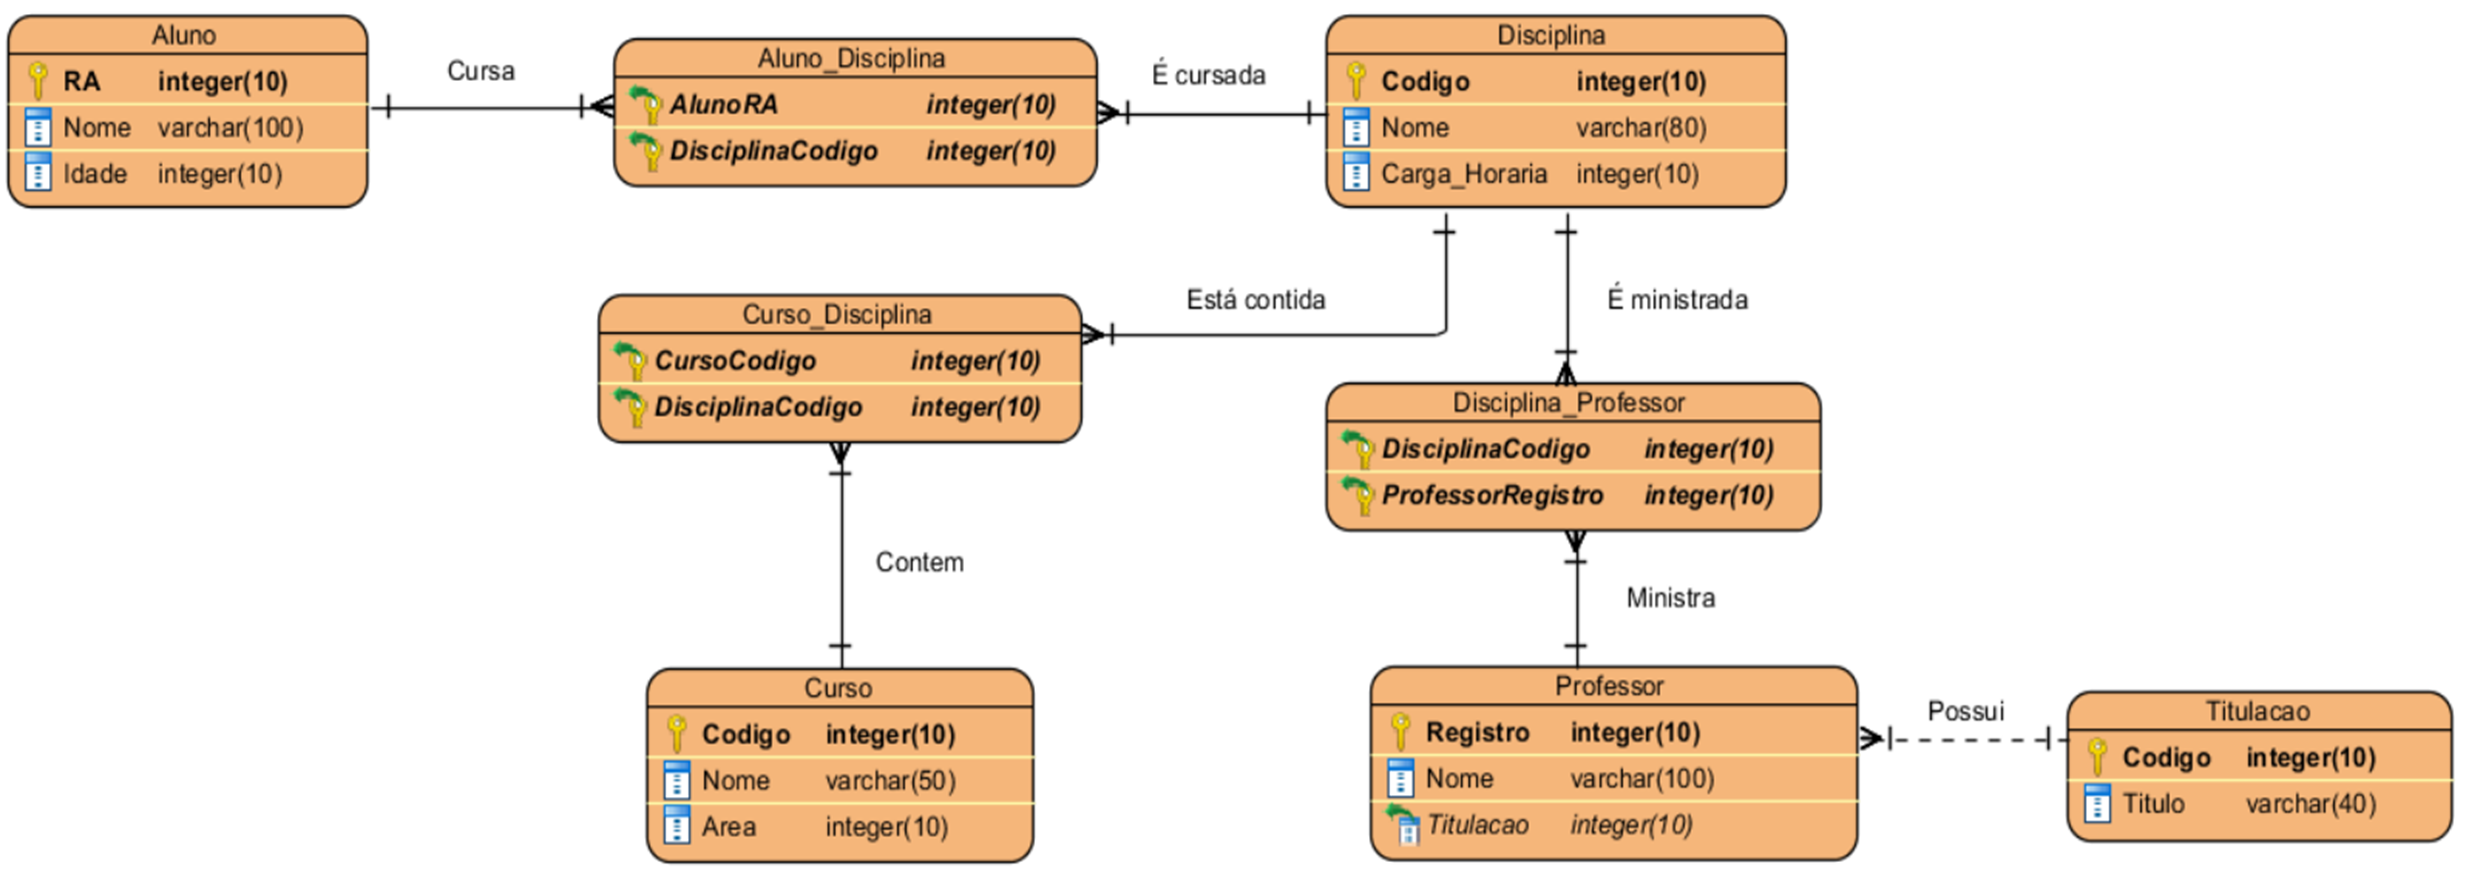 Aluno
RA integer(10)
Nome varchar(100)
Idade integer(10)
Cursa
Aluno_Disciplina
AlunoRA integer(10)
DisciplinaCodigo integer(10)
É cursada
Disciplina
Codigo integer(10)
Nome varchar(80)
Carga_Horaria integer(10)
Está contida
É ministrada
Curso_Disciplina
CursoCodigo integer(10)
DisciplinaCodigo integer(10)
Disciplina_Professor
DisciplinaCodigo integer(10)
ProfessorRegistro integer(10)
Contem
Ministra
Curso
Codigo integer(10)
Nome varchar(50)
Area integer(10)
Professor
Registro integer(10)
Nome varchar(100)
Titulacao integer(10)
Possui
Titulacao
Codigo integer(10)
Titulo varchar(40)